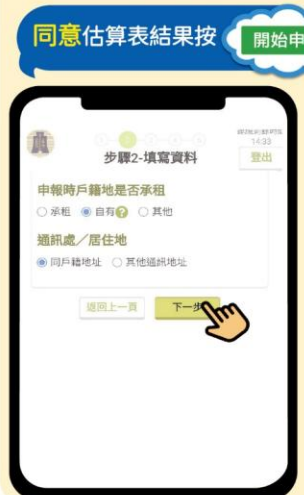 同意估算表結果按 開始申
14:33
步驟2-填寫資料
登出
申報時戶籍地是否承租
承租 自有? 其他
通訊處／居住地
同戶籍地址 其他通訊地址
返回上一頁 下一步